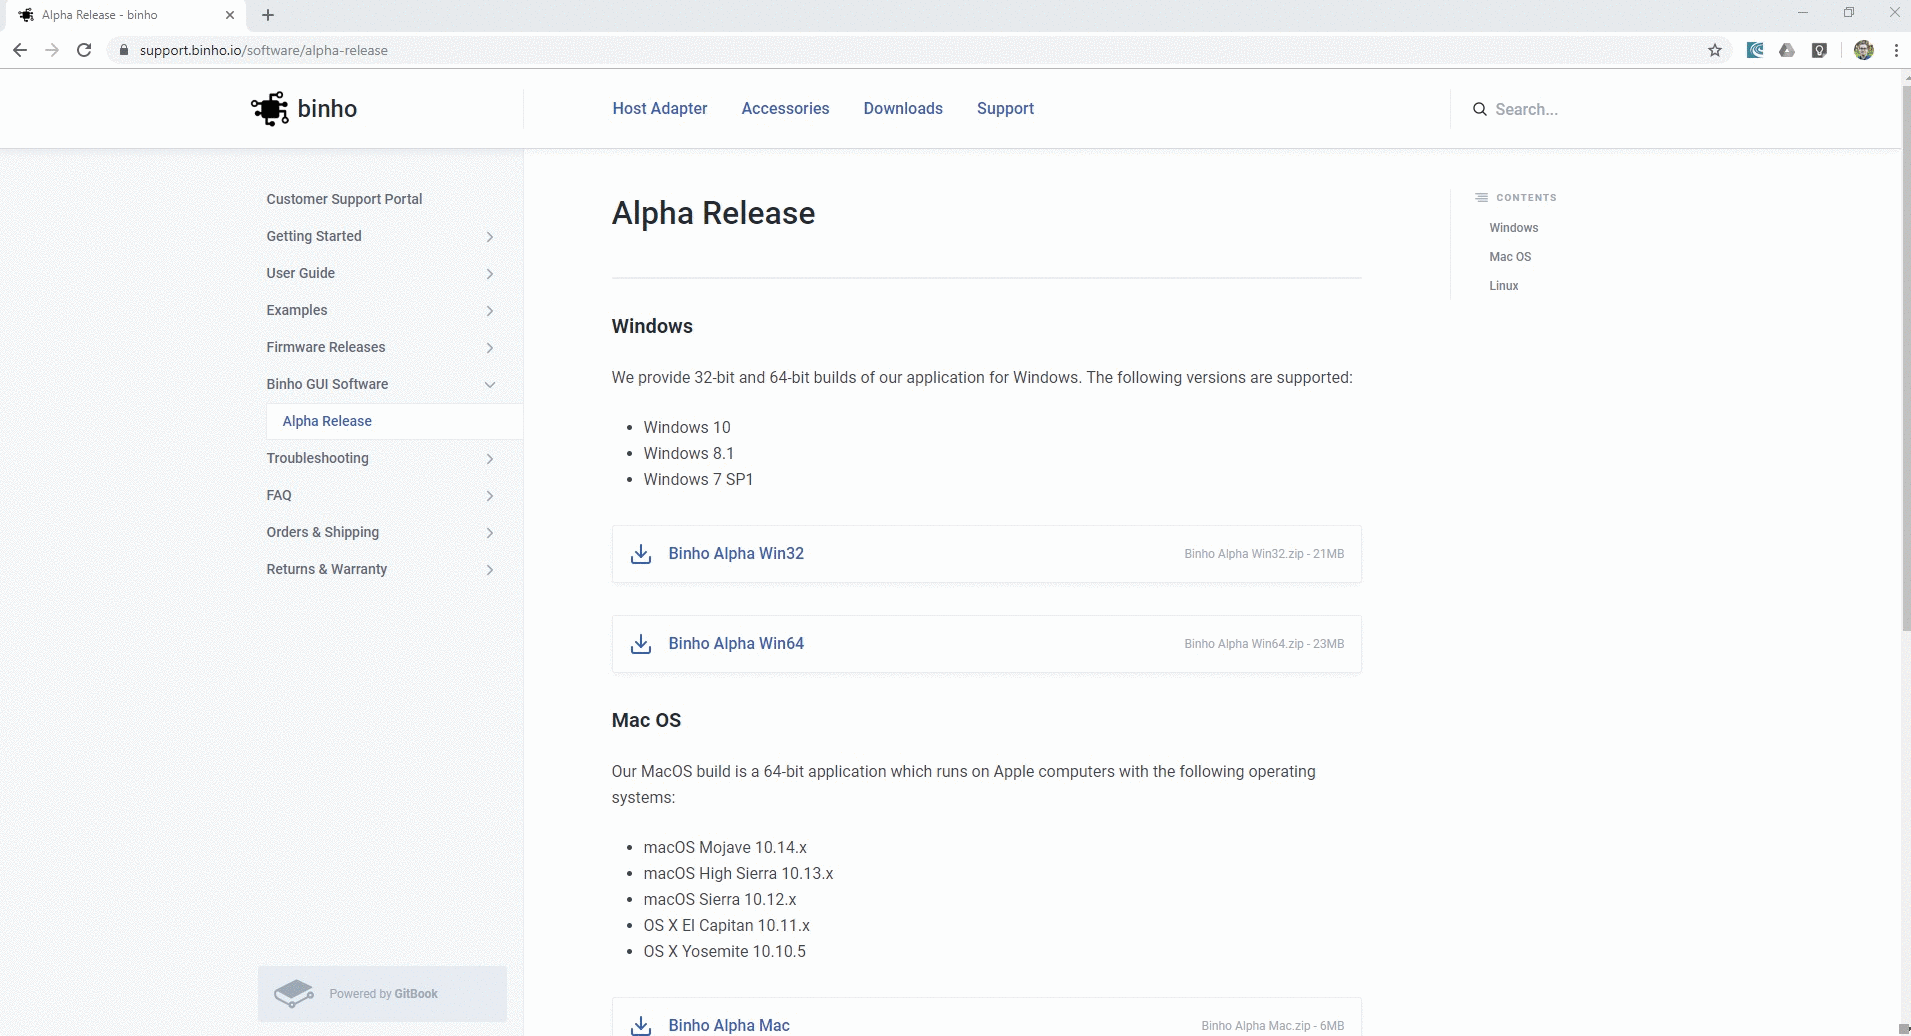 Alpha Release - binho
support.binho.io/software/alpha-release
binho
Host Adapter
Accessories
Downloads
Support
Search...
Customer Support Portal
Getting Started
User Guide
Examples
Firmware Releases
Binho GUI Software
Alpha Release
Troubleshooting
FAQ
Orders & Shipping
Returns & Warranty
Powered by GitBook
Alpha Release
Windows
We provide 32-bit and 64-bit builds of our application for Windows. The following versions are supported:
• Windows 10
• Windows 8.1
• Windows 7 SP1
Binho Alpha Win32
Binho Alpha Win32.zip - 21MB
Binho Alpha Win64
Binho Alpha Win64.zip - 23MB
Mac OS
Our MacOS build is a 64-bit application which runs on Apple computers with the following operating
systems:
• macOS Mojave 10.14.x
• macOS High Sierra 10.13.x
• macOS Sierra 10.12.x
• OS X El Capitan 10.11.x
• OS X Yosemite 10.10.5
Binho Alpha Mac
Binho Alpha Mac.zip - 6MB
CONTENTS
Windows
Mac OS
Linux